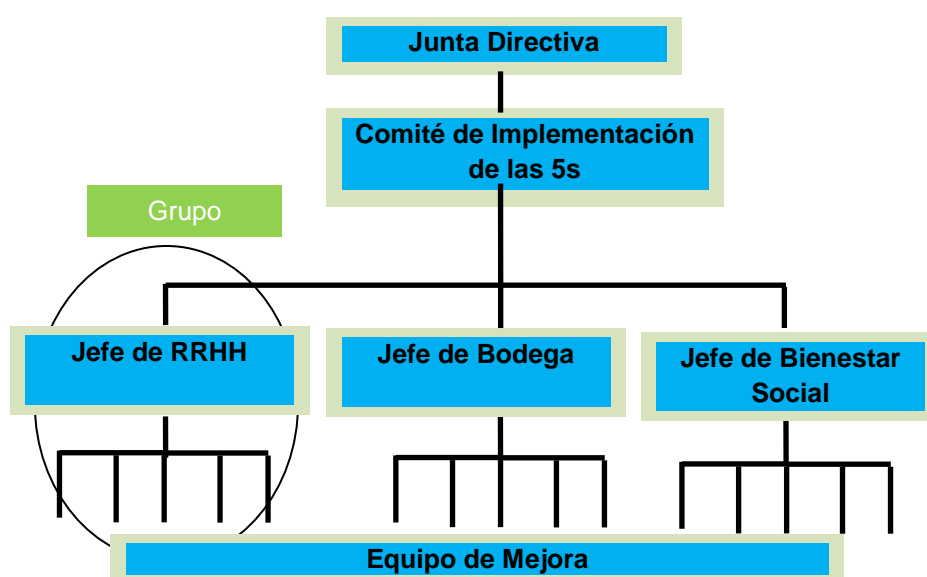 Junta Directiva
Comité de Implementación
de las 5s
Grupo
Jefe de RRHH
Jefe de Bodega
Jefe de Bienestar
Social
Equipo de Mejora